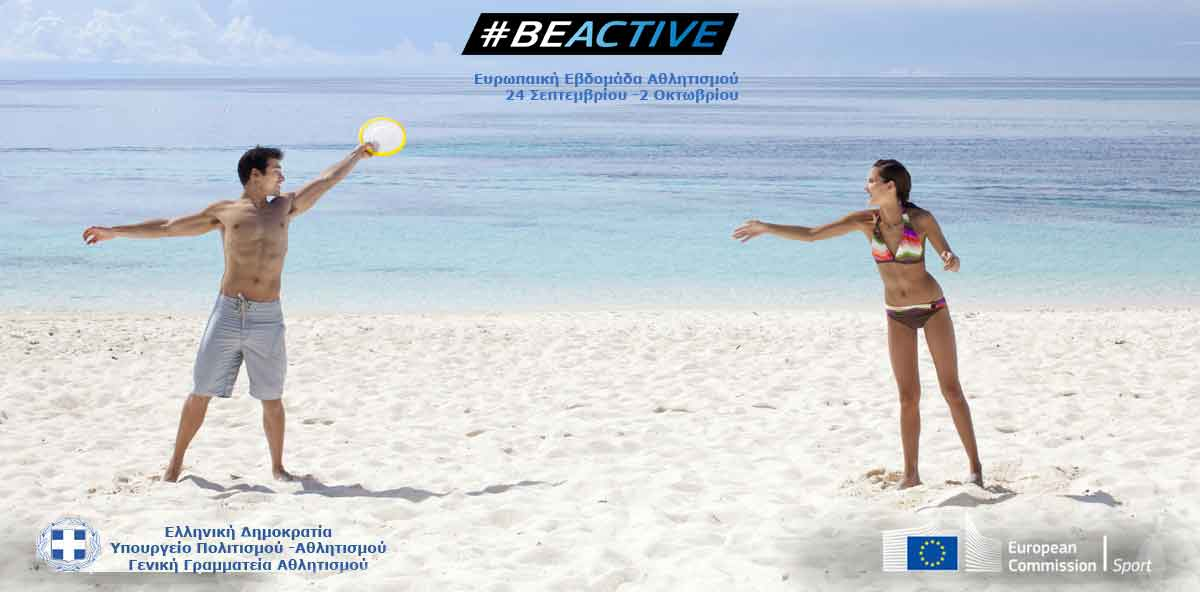 #BEACTIVE
Ευρωπαική Εβδομάδα Αθλητισμού
24 Σεπτεμβρίου –2 Οκτωβρίου
Ελληνική Δημοκρατία
Υπουργείο Πολιτισμού -Αθλητισμού
Γενική Γραμματεία Αθλητισμού
European
Commission | Sport